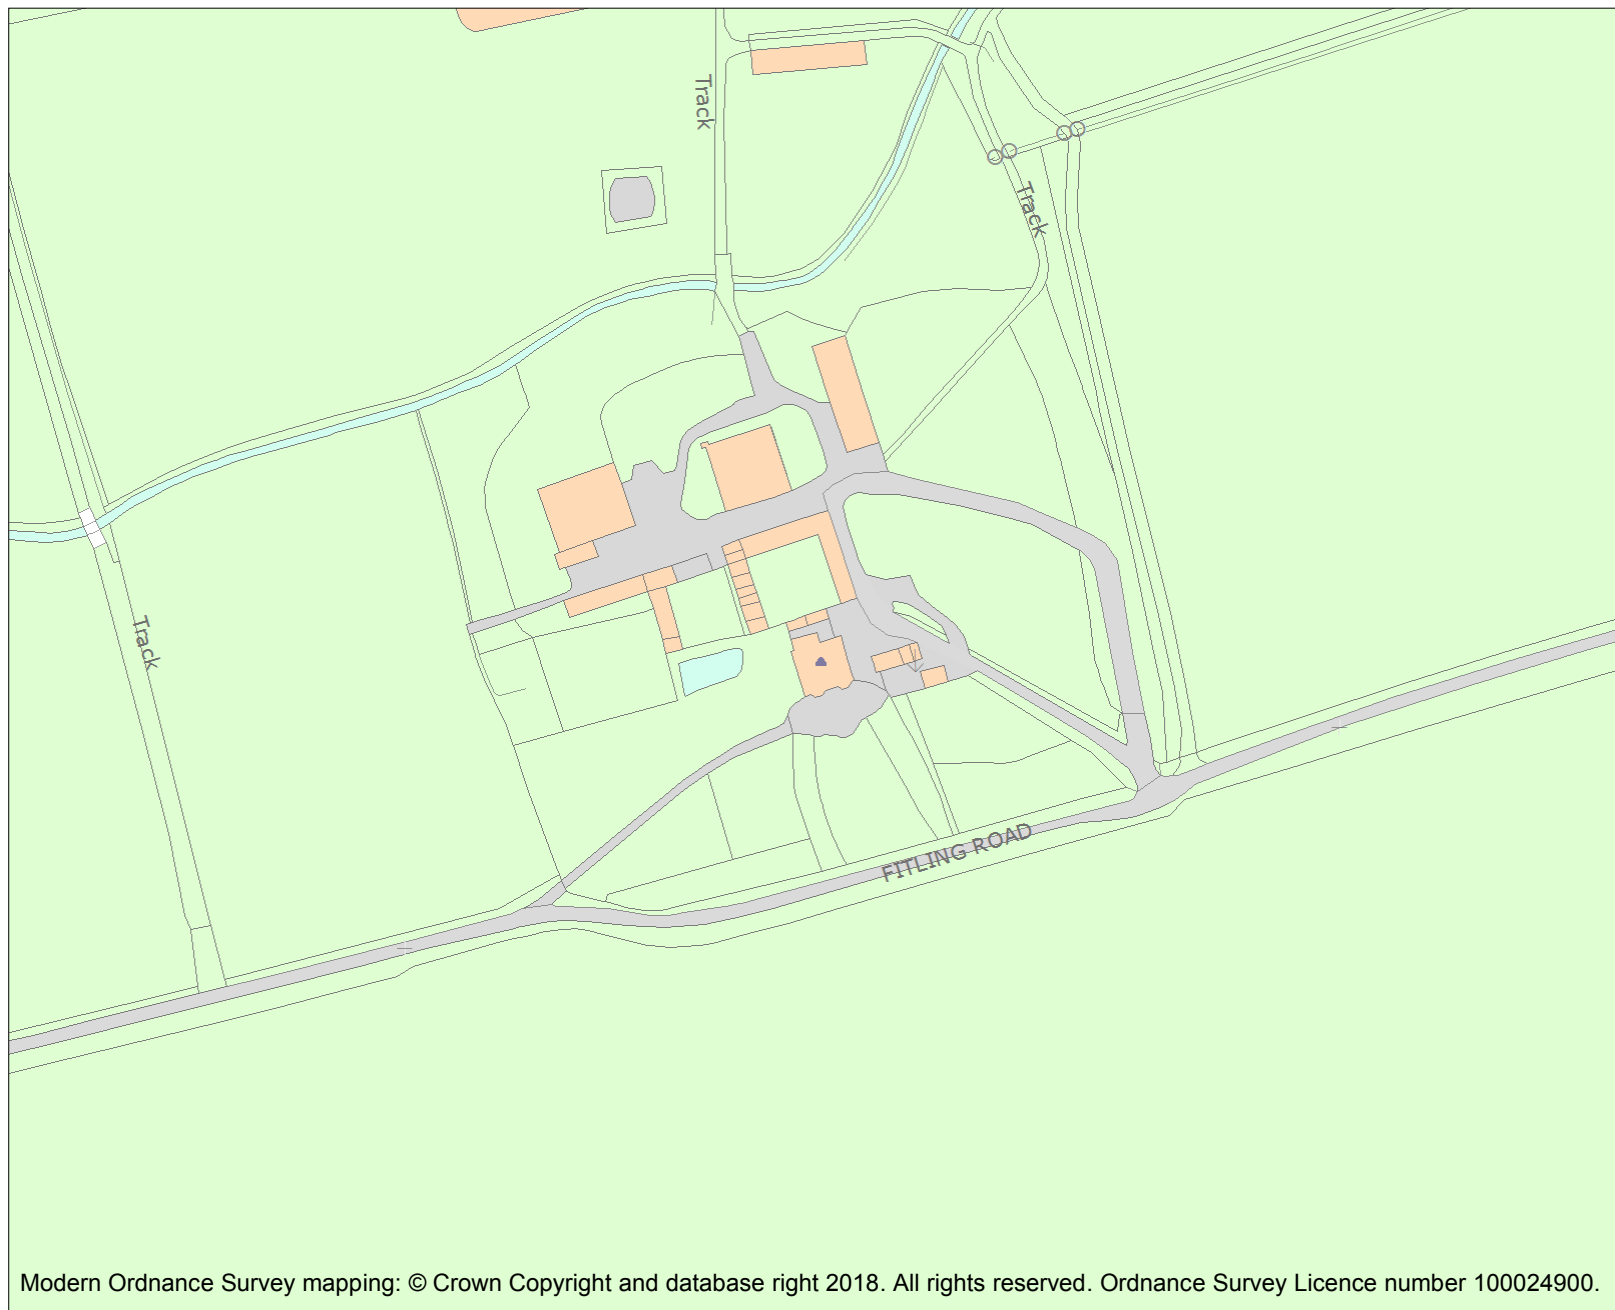 Track
Track
Track
FITLING ROAD
Modern Ordnance Survey mapping: © Crown Copyright and database right 2018. All rights reserved. Ordnance Survey Licence number 100024900.